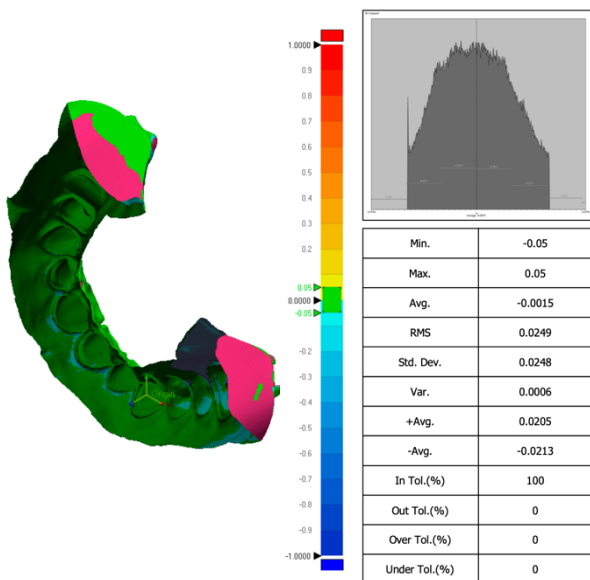 1.0000
0.9
0.8
0.7
0.6
0.5
0.4
0.3
0.2
0.05
0.0000
-0.05
-0.2
-0.3
-0.4
-0.5
-0.6
-0.7
-0.8
-0.9
-1.0000
Min. -0.05
Max. 0.05
Avg. -0.0015
RMS 0.0249
Std. Dev. 0.0248
Var. 0.0006
+Avg. 0.0205
-Avg. -0.0213
In Tol.(%) 100
Out Tol.(%) 0
Over Tol.(%) 0
Under Tol.(%) 0